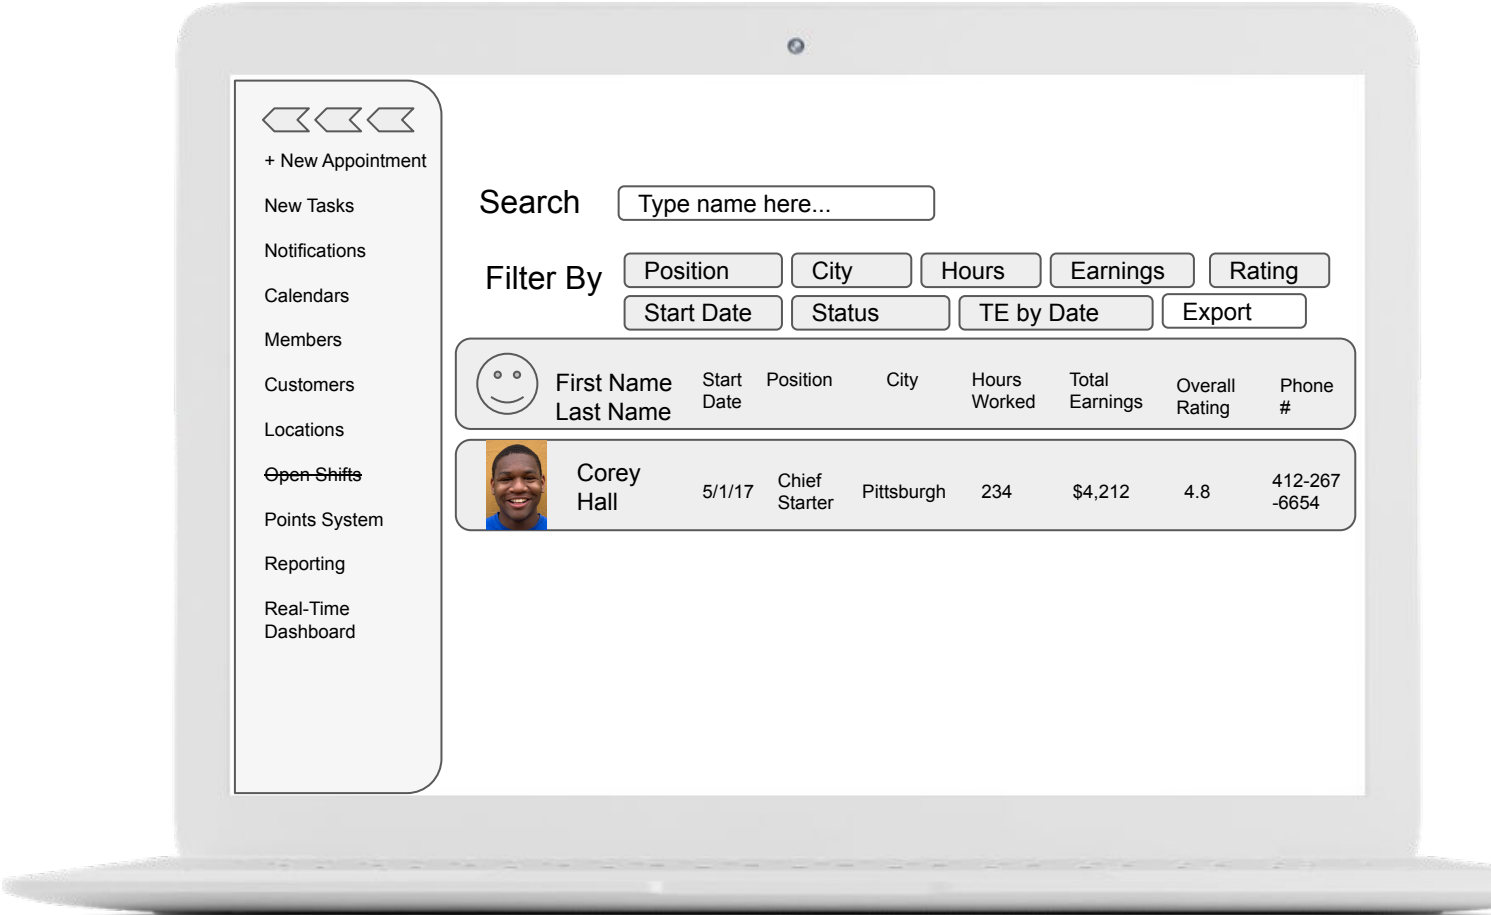 + New Appointment
New Tasks
Notifications
Calendars
Members
Customers
Locations
Open Shifts
Points System
Reporting
Real-Time
Dashboard
Search
Type name here...
Filter By
Position
City
Hours
Earnings
Rating
Start Date
Status
TE by Date
Export
First Name
Last Name
Start
Date
Position
City
Hours
Worked
Total
Earnings
Overall
Rating
Phone
#
Corey
Hall
5/1/17
Chief
Starter
Pittsburgh
234
$4,212
4.8
412-267
-6654